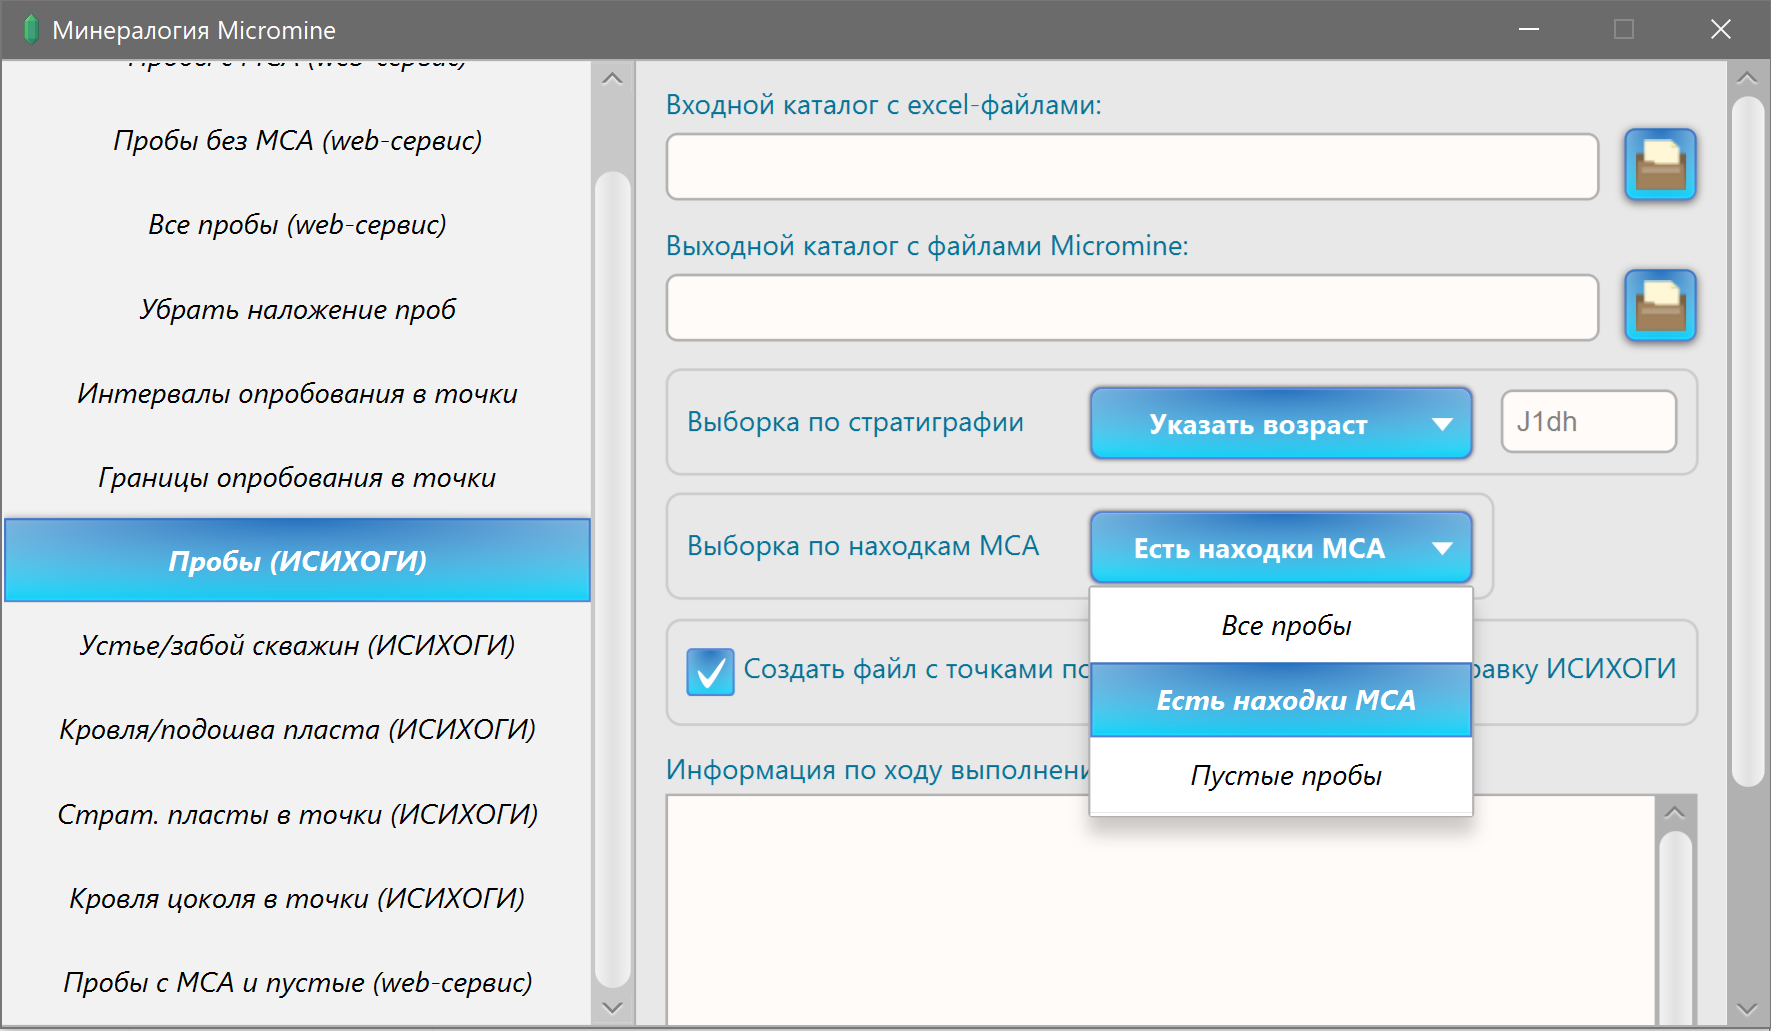 Минералогия Micromine
Пробы с МСА (web-сервис)
Пробы без МСА (web-сервис)
Все пробы (web-сервис)
Убрать наложение проб
Интервалы опробования в точки
Границы опробования в точки
Пробы (ИСИХОГИ)
Устье/забой скважин (ИСИХОГИ)
Кровля/подошва пласта (ИСИХОГИ)
Страт. пласты в точки (ИСИХОГИ)
Кровля цоколя в точки (ИСИХОГИ)
Пробы с МСА и пустые (web-сервис)
Входной каталог с excel-файлами:
Выходной каталог с файлами Micromine:
Выборка по стратиграфии
Указать возраст
J1dh
Выборка по находкам МСА
Есть находки МСА
Все пробы
Есть находки МСА
Пустые пробы
Создать файл с точками по
равку ИСИХОГИ
Информация по ходу выполнени